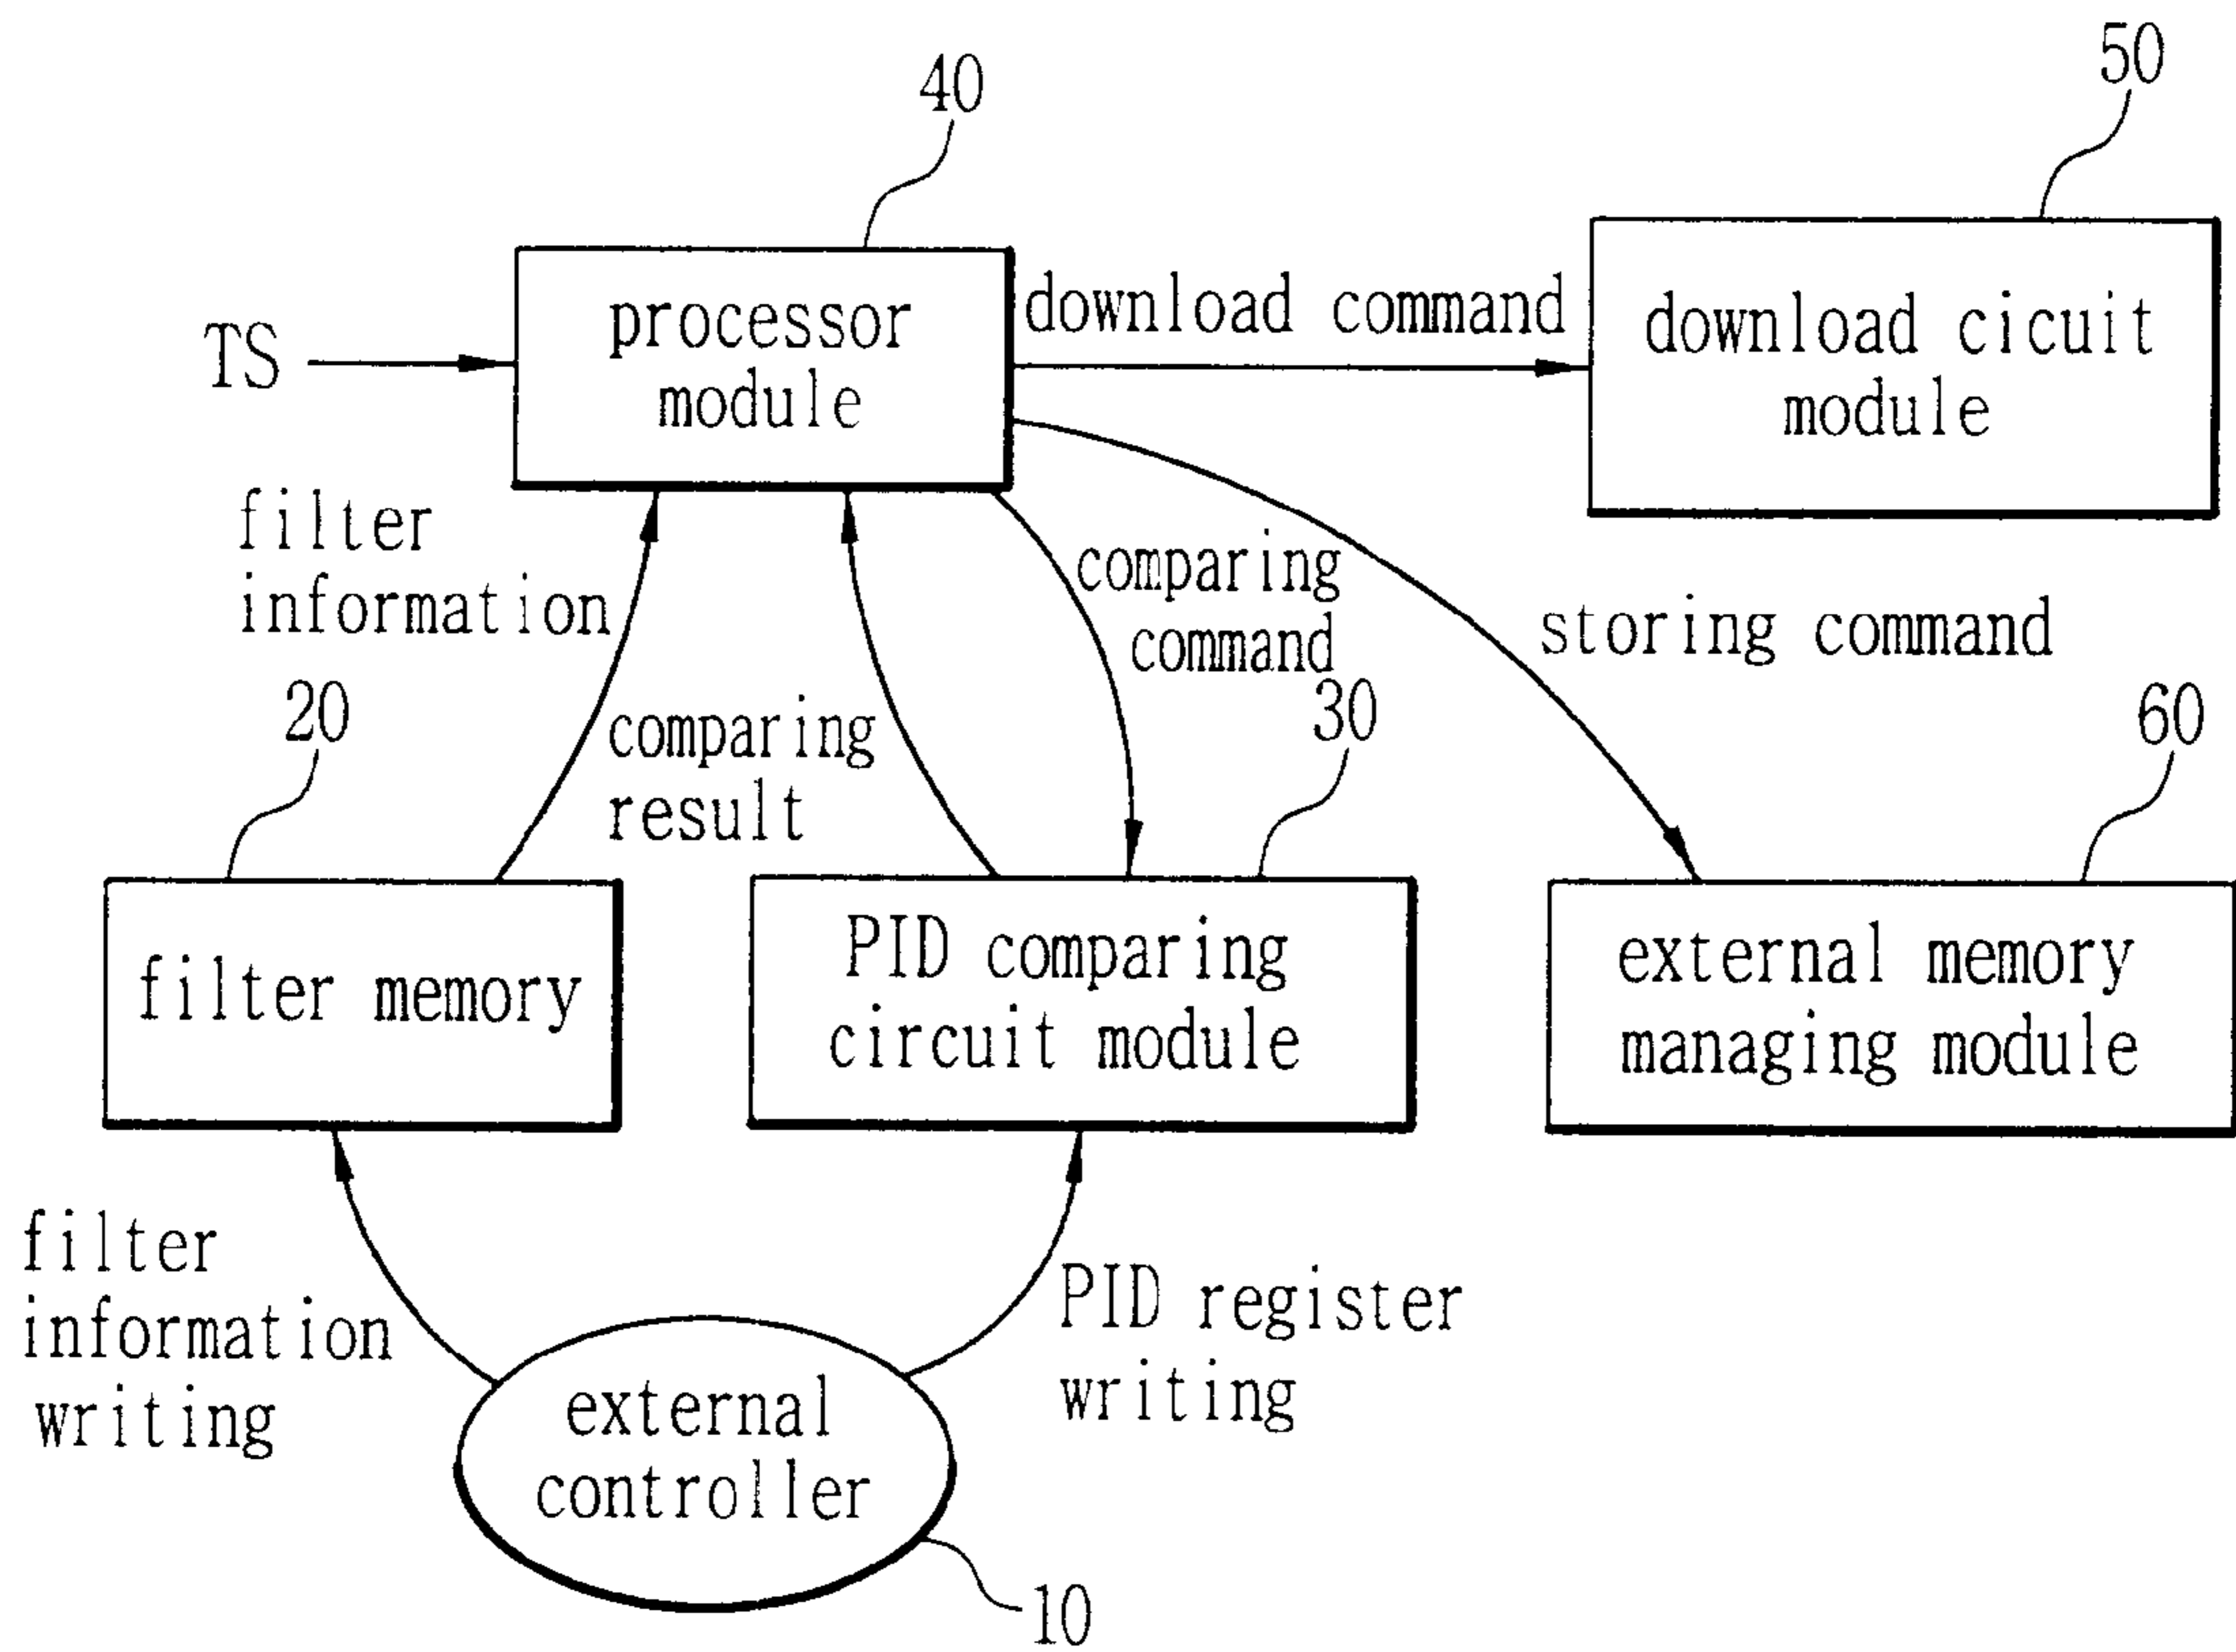 50
40
processor
module
download command
download cicuit
module
TS
filter
information
comparing
command
storing command
20
comparing
result
30
60
filter memory
PID comparing
circuit module
external memory
managing module
filter
information
writing
PID register
writing
external
controller
10